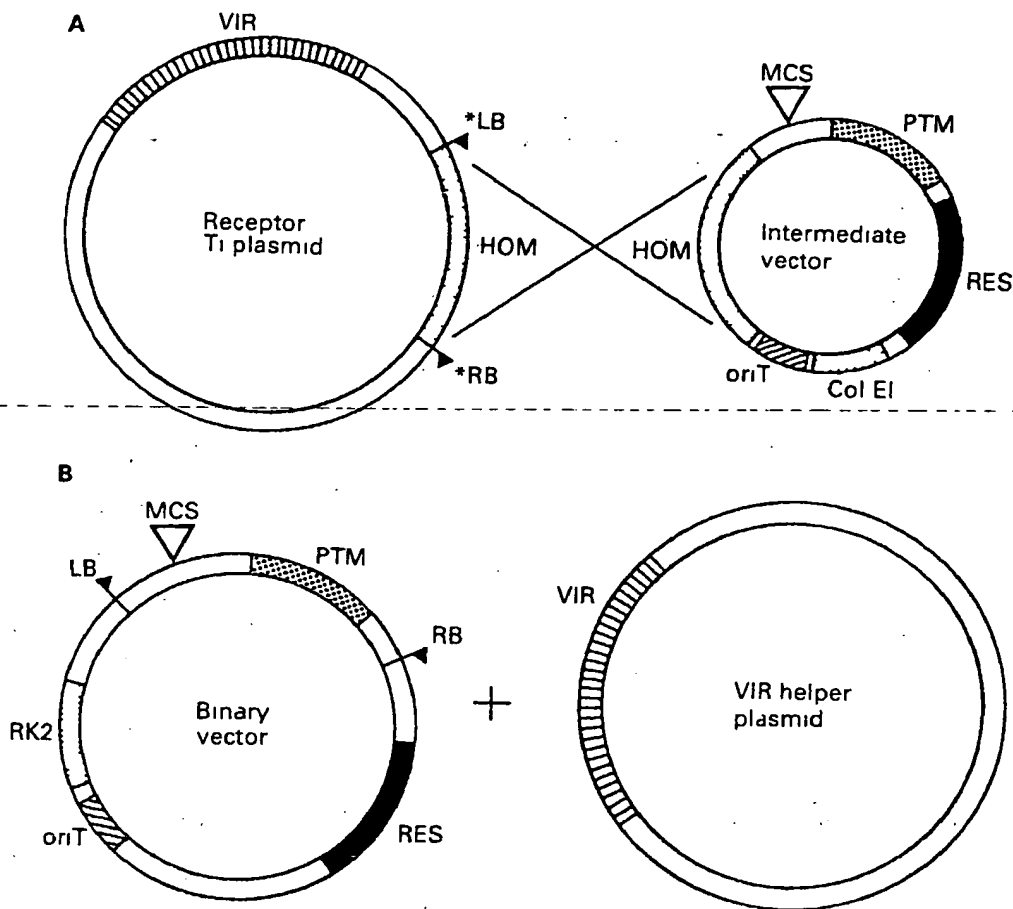 A
VIR
*LB
Receptor
Ti plasmid
HOM
*RB
MCS
PTM
HOM
Intermediate
vector
RES
oriT
Col EI
B
MCS
LB
PTM
RB
Binary
vector
RK2
oriT
RES
+
VIR
VIR helper
plasmid